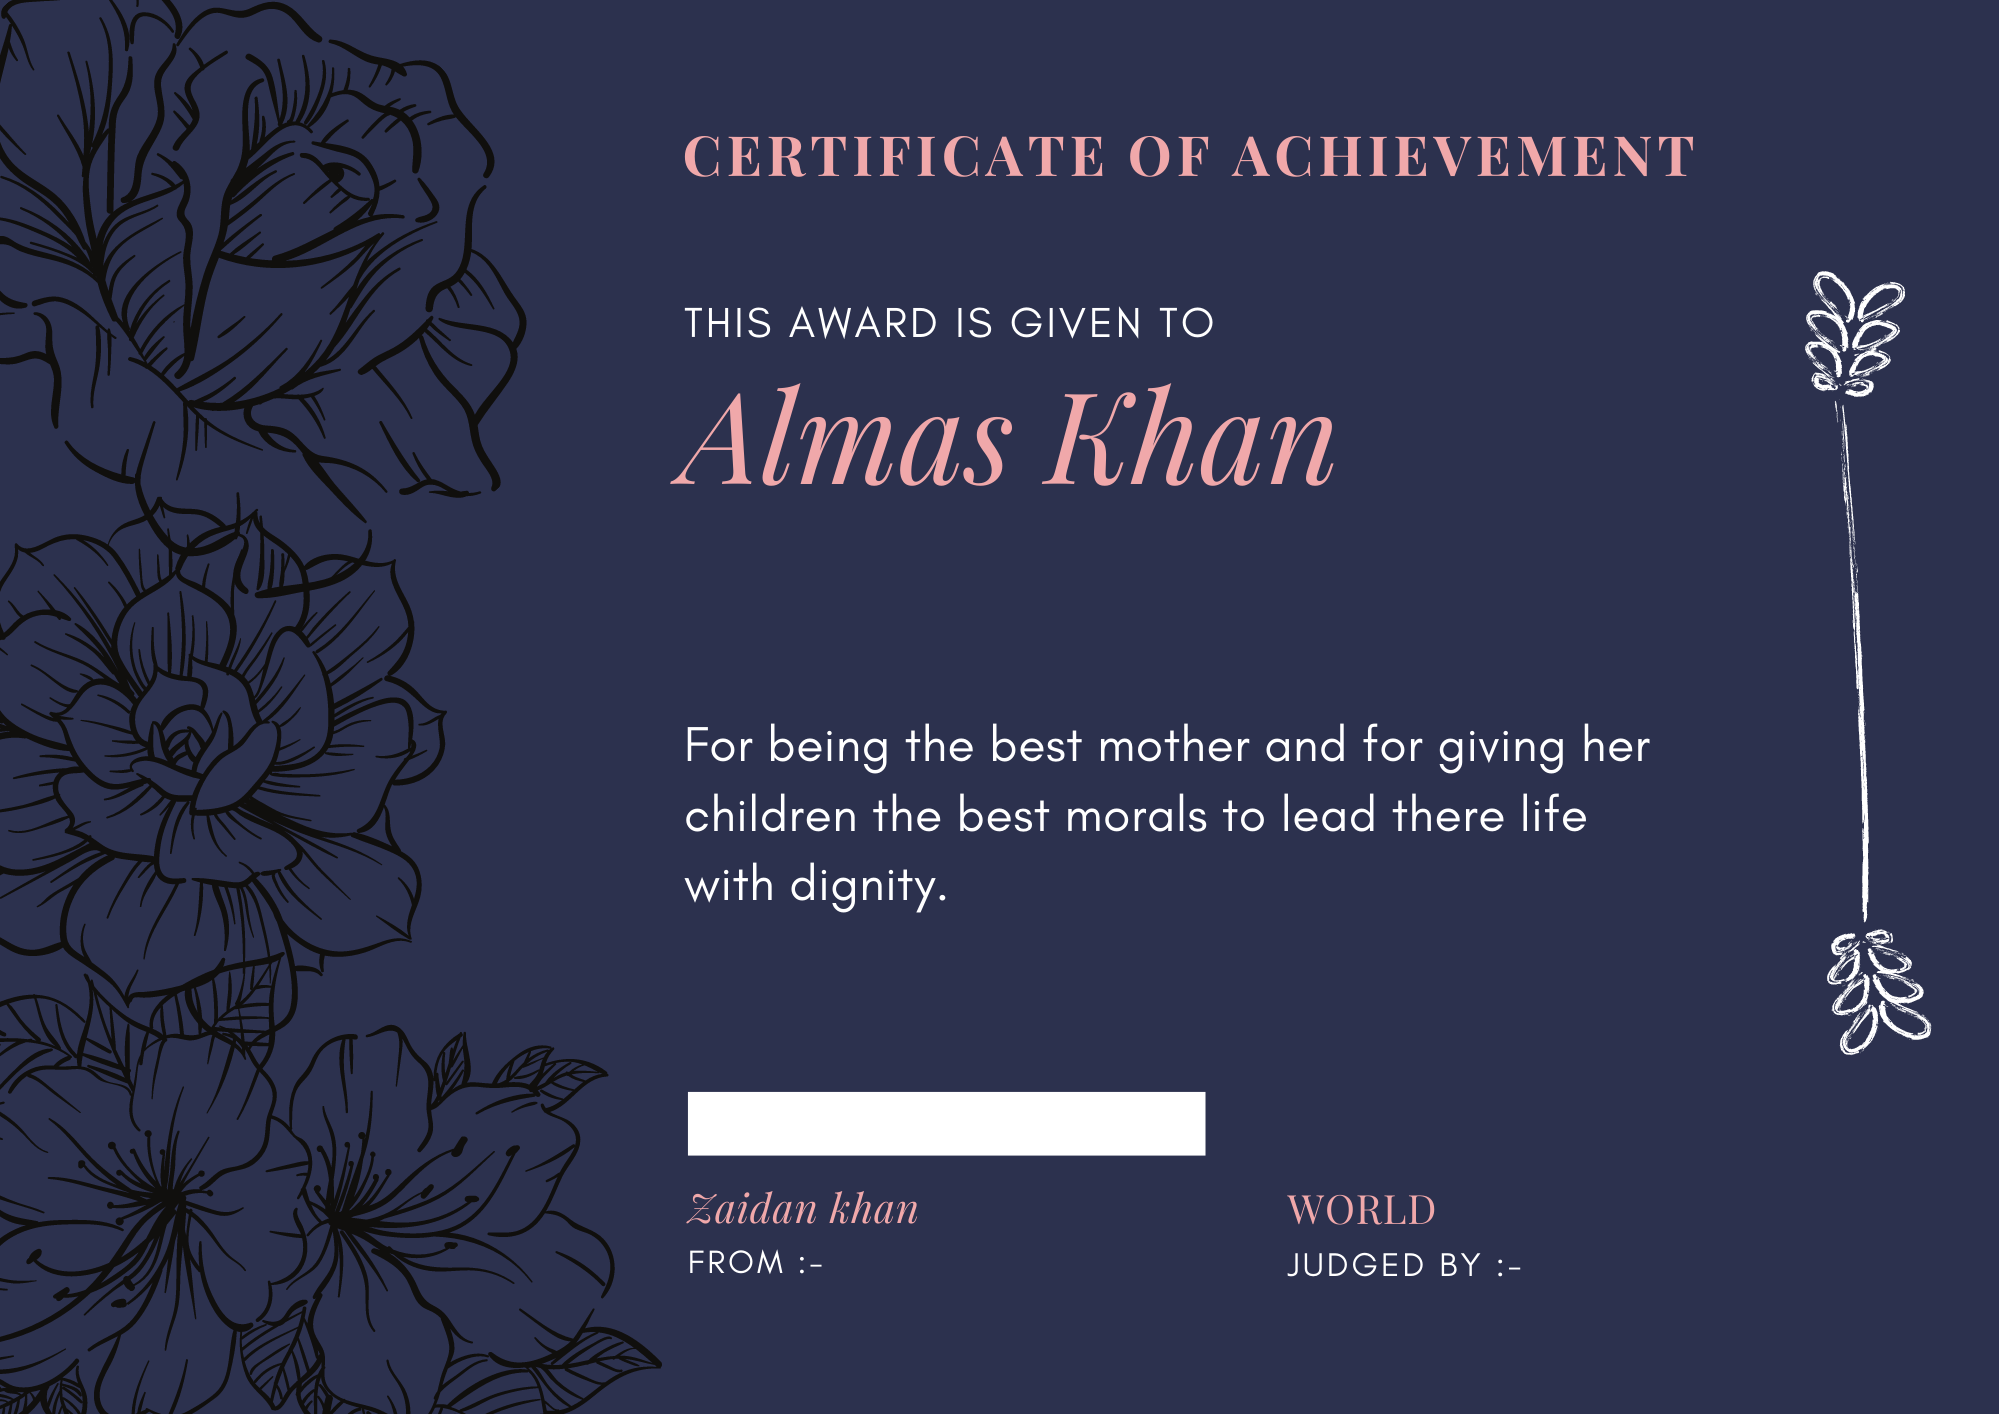 CERTIFICATE OF ACHIEVEMENT
THIS AWARD IS GIVEN TO
Almas Khan
For being the best mother and for giving her
children the best morals to lead there life
with dignity.
Zaidan khan
FROM :-
WORLD
JUDGED BY :-